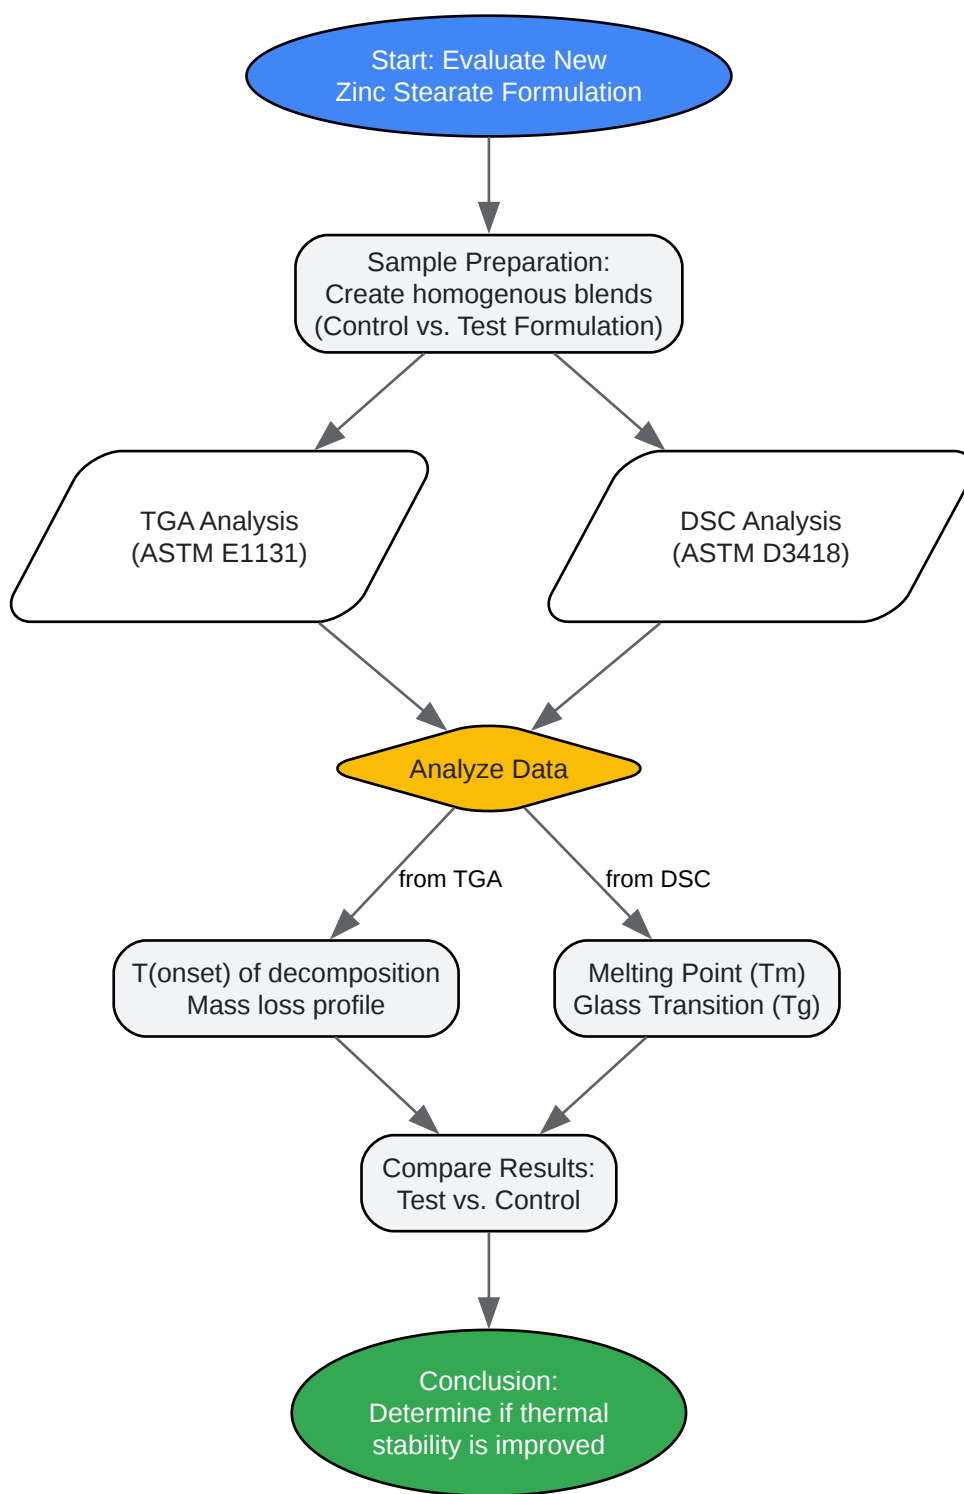 Start: Evaluate New
Zinc Stearate Formulation
Sample Preparation:
Create homogenous blends
(Control vs. Test Formulation)
TGA Analysis
(ASTM E1131)
DSC Analysis
(ASTM D3418)
Analyze Data
from TGA
from DSC
T(onset) of decomposition
Mass loss profile
Melting Point (Tm)
Glass Transition (Tg)
Compare Results:
Test vs. Control
Conclusion:
Determine if thermal
stability is improved